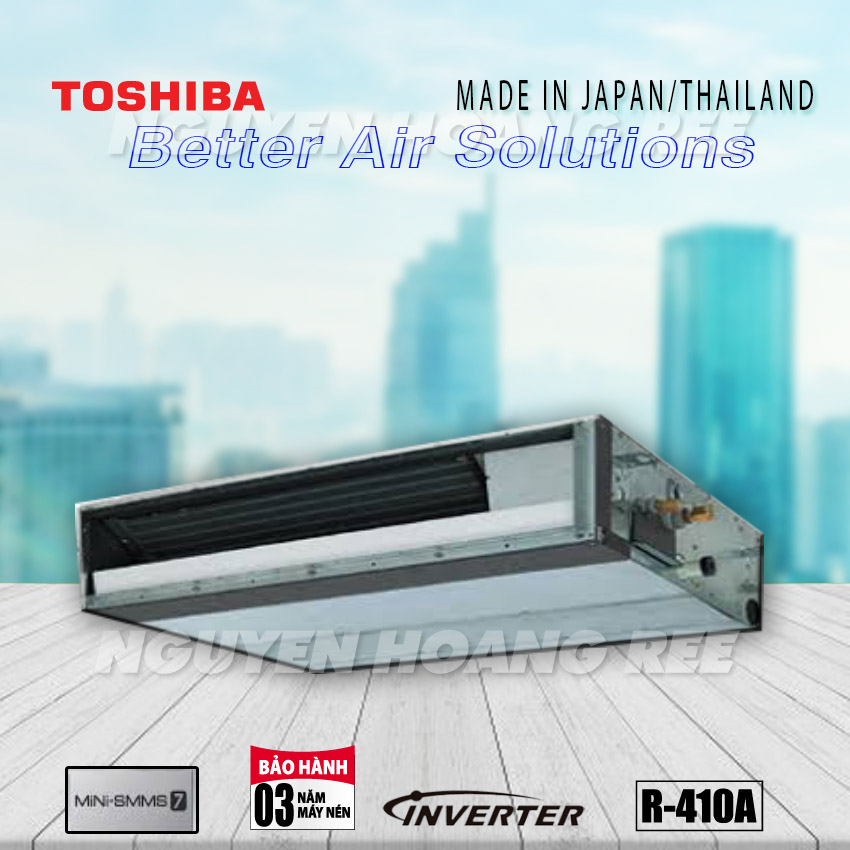 TOSHIBA
MADE IN JAPAN/THAILAND
NGUYEN HOANG REE
Better Air Solutions
NGUYEN HOANG REE
MiNi-SMMS 7
BẢO HÀNH
03 NĂM
MÁY NÉN
INVERTER
R-410A